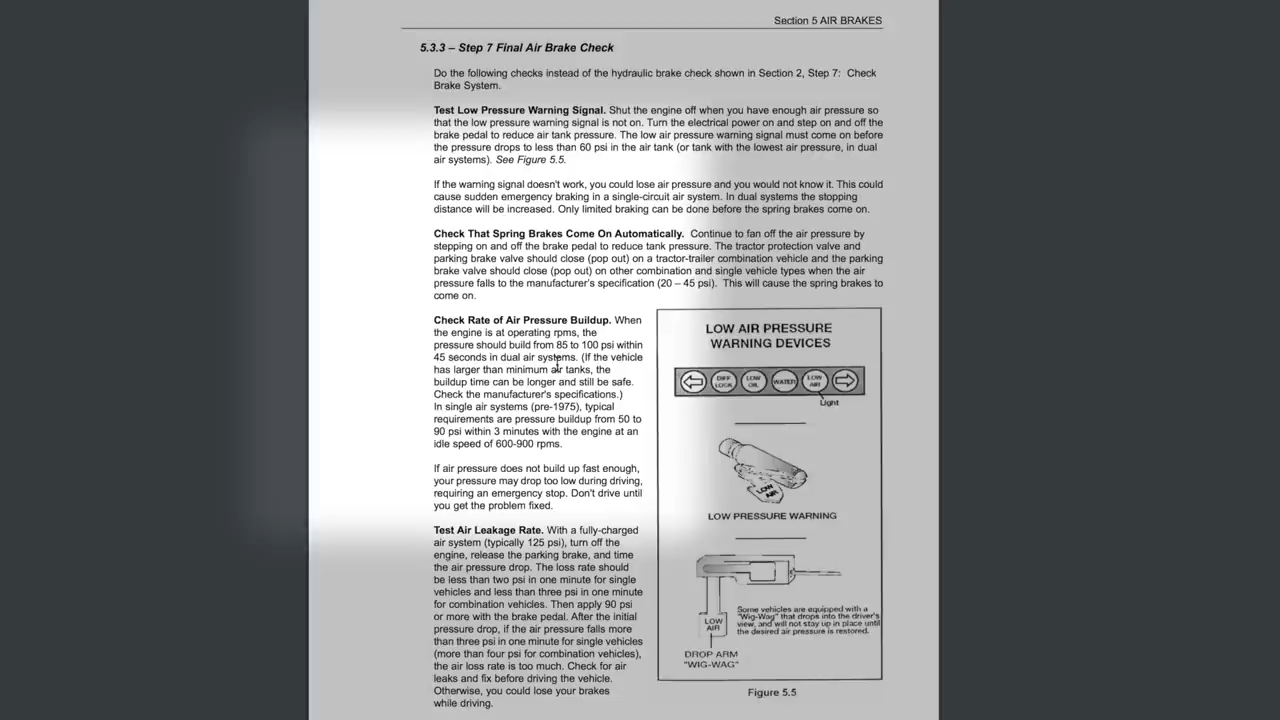 Section 5 AIR BRAKES
5.3.3 – Step 7 Final Air Brake Check
Do the following checks instead of the hydraulic brake check shown in Section 2, Step 7: Check
Brake System.
Test Low Pressure Warning Signal. Shut the engine off when you have enough air pressure so
that the low pressure warning signal is not on. Turn the electrical power on and step on and off the
brake pedal to reduce air tank pressure. The low air pressure warning signal must come on before
the pressure drops to less than 60 psi in the air tank (or tank with the lowest air pressure, in dual
air systems). See Figure 5.5.
If the warning signal doesn't work, you could lose air pressure and you would not know it. This could
cause sudden emergency braking in a single-circuit air system. In dual systems the stopping
distance will be increased. Only limited braking can be done before the spring brakes come on.
Check That Spring Brakes Come On Automatically. Continue to fan off the air pressure by
stepping on and off the brake pedal to reduce tank pressure. The tractor protection valve and
parking brake valve should close (pop out) on a tractor-trailer combination vehicle and the parking
brake valve should close (pop out) on other combination and single vehicle types when the air
pressure falls to the manufacturer's specification (20 – 45 psi). This will cause the spring brakes to
come on.
Check Rate of Air Pressure Buildup. When
the engine is at operating rpms, the
pressure should build from 85 to 100 psi within
45 seconds in dual air systems. (If the vehicle
has larger than minimum air tanks, the
buildup time can be longer and still be safe.
Check the manufacturer's specifications.)
In single air systems (pre-1975), typical
requirements are pressure buildup from 50 to
90 psi within 3 minutes with the engine at an
idle speed of 600-900 rpms.
If air pressure does not build up fast enough,
your pressure may drop too low during driving,
requiring an emergency stop. Don't drive until
you get the problem fixed.
Test Air Leakage Rate. With a fully-charged
air system (typically 125 psi), turn off the
engine, release the parking brake, and time
the air pressure drop. The loss rate should
be less than two psi in one minute for single
vehicles and less than three psi in one minute
for combination vehicles. Then apply 90 psi
or more with the brake pedal. After the initial
pressure drop, if the air pressure falls more
than three psi in one minute for single vehicles
(more than four psi for combination vehicles),
the air loss rate is too much. Check for air
leaks and fix before driving the vehicle.
Otherwise, you could lose your brakes
while driving.
LOW AIR PRESSURE
WARNING DEVICES
DIFF LOCK
LOW OIL
WATER
LOW AIR
Light
LOW AIR
LOW PRESSURE WARNING
LOW
AIR
Some vehicles are equipped with a
"Wig-Wag" that drops into the driver's
view, and will not stay up in place until
the desired air pressure is restored.
DROP ARM
"WIG-WAG"
Figure 5.5